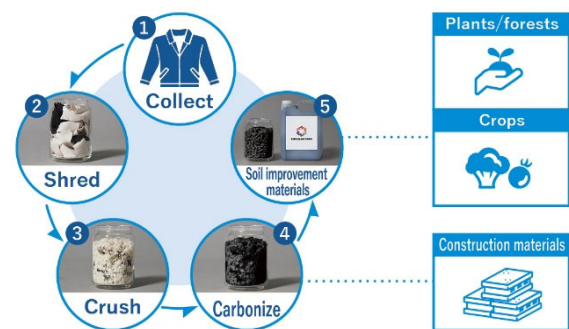 1
Collect
2
Shred
3
Crush
4
Carbonize
5
Soil improvement
materials
Plants/forests
Crops
Construction materials